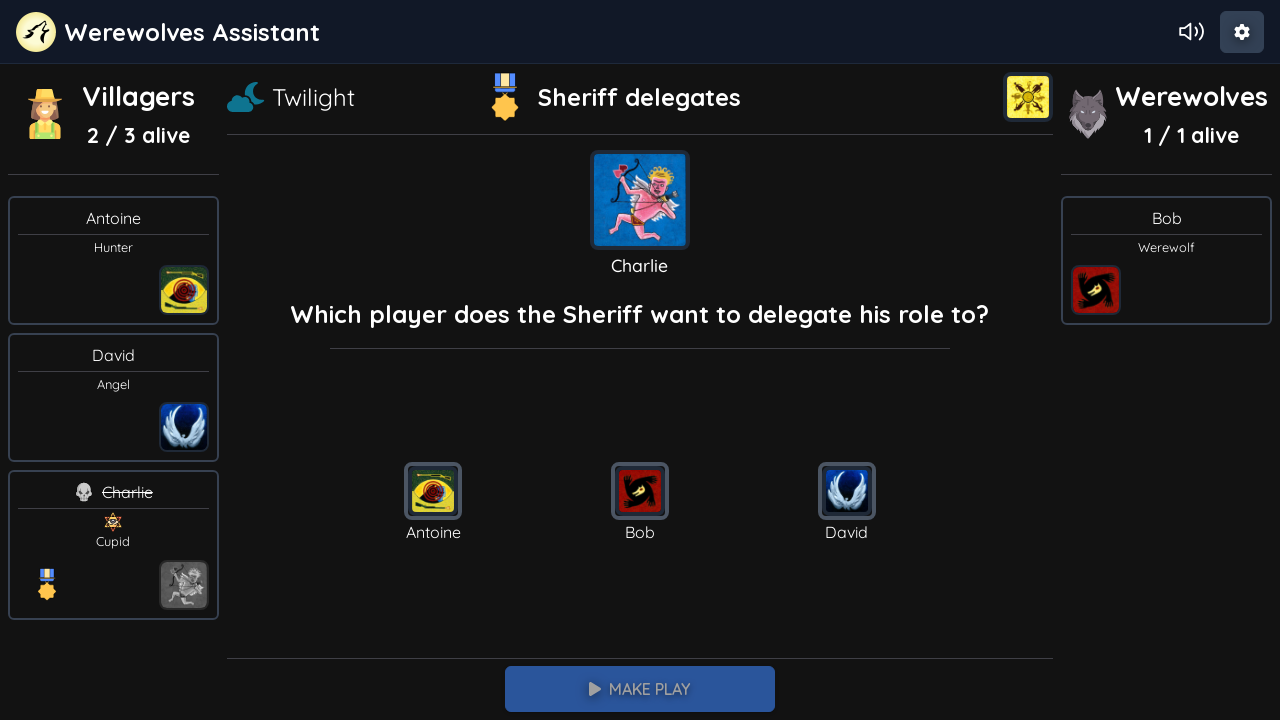 Werewolves Assistant
Villagers
2 / 3 alive
Twilight
Sheriff delegates
Werewolves
1 / 1 alive
Antoine
Hunter
David
Angel
Charlie
Cupid
Charlie
Which player does the Sheriff want to delegate his role to?
Antoine
Bob
David
MAKE PLAY
Bob
Werewolf